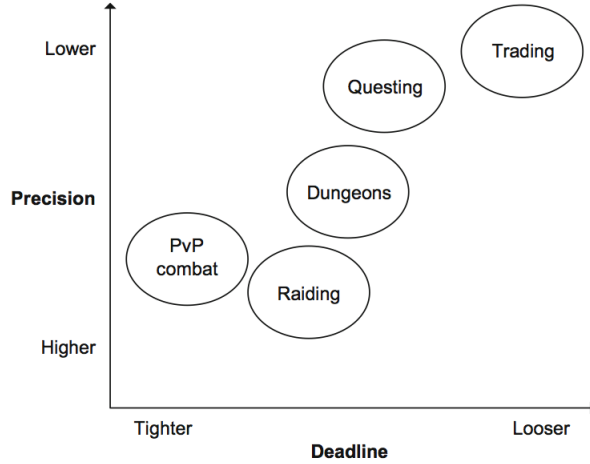 Lower
Trading
Questing
Precision
Dungeons
PvP
combat
Raiding
Higher
Tighter
Looser
Deadline